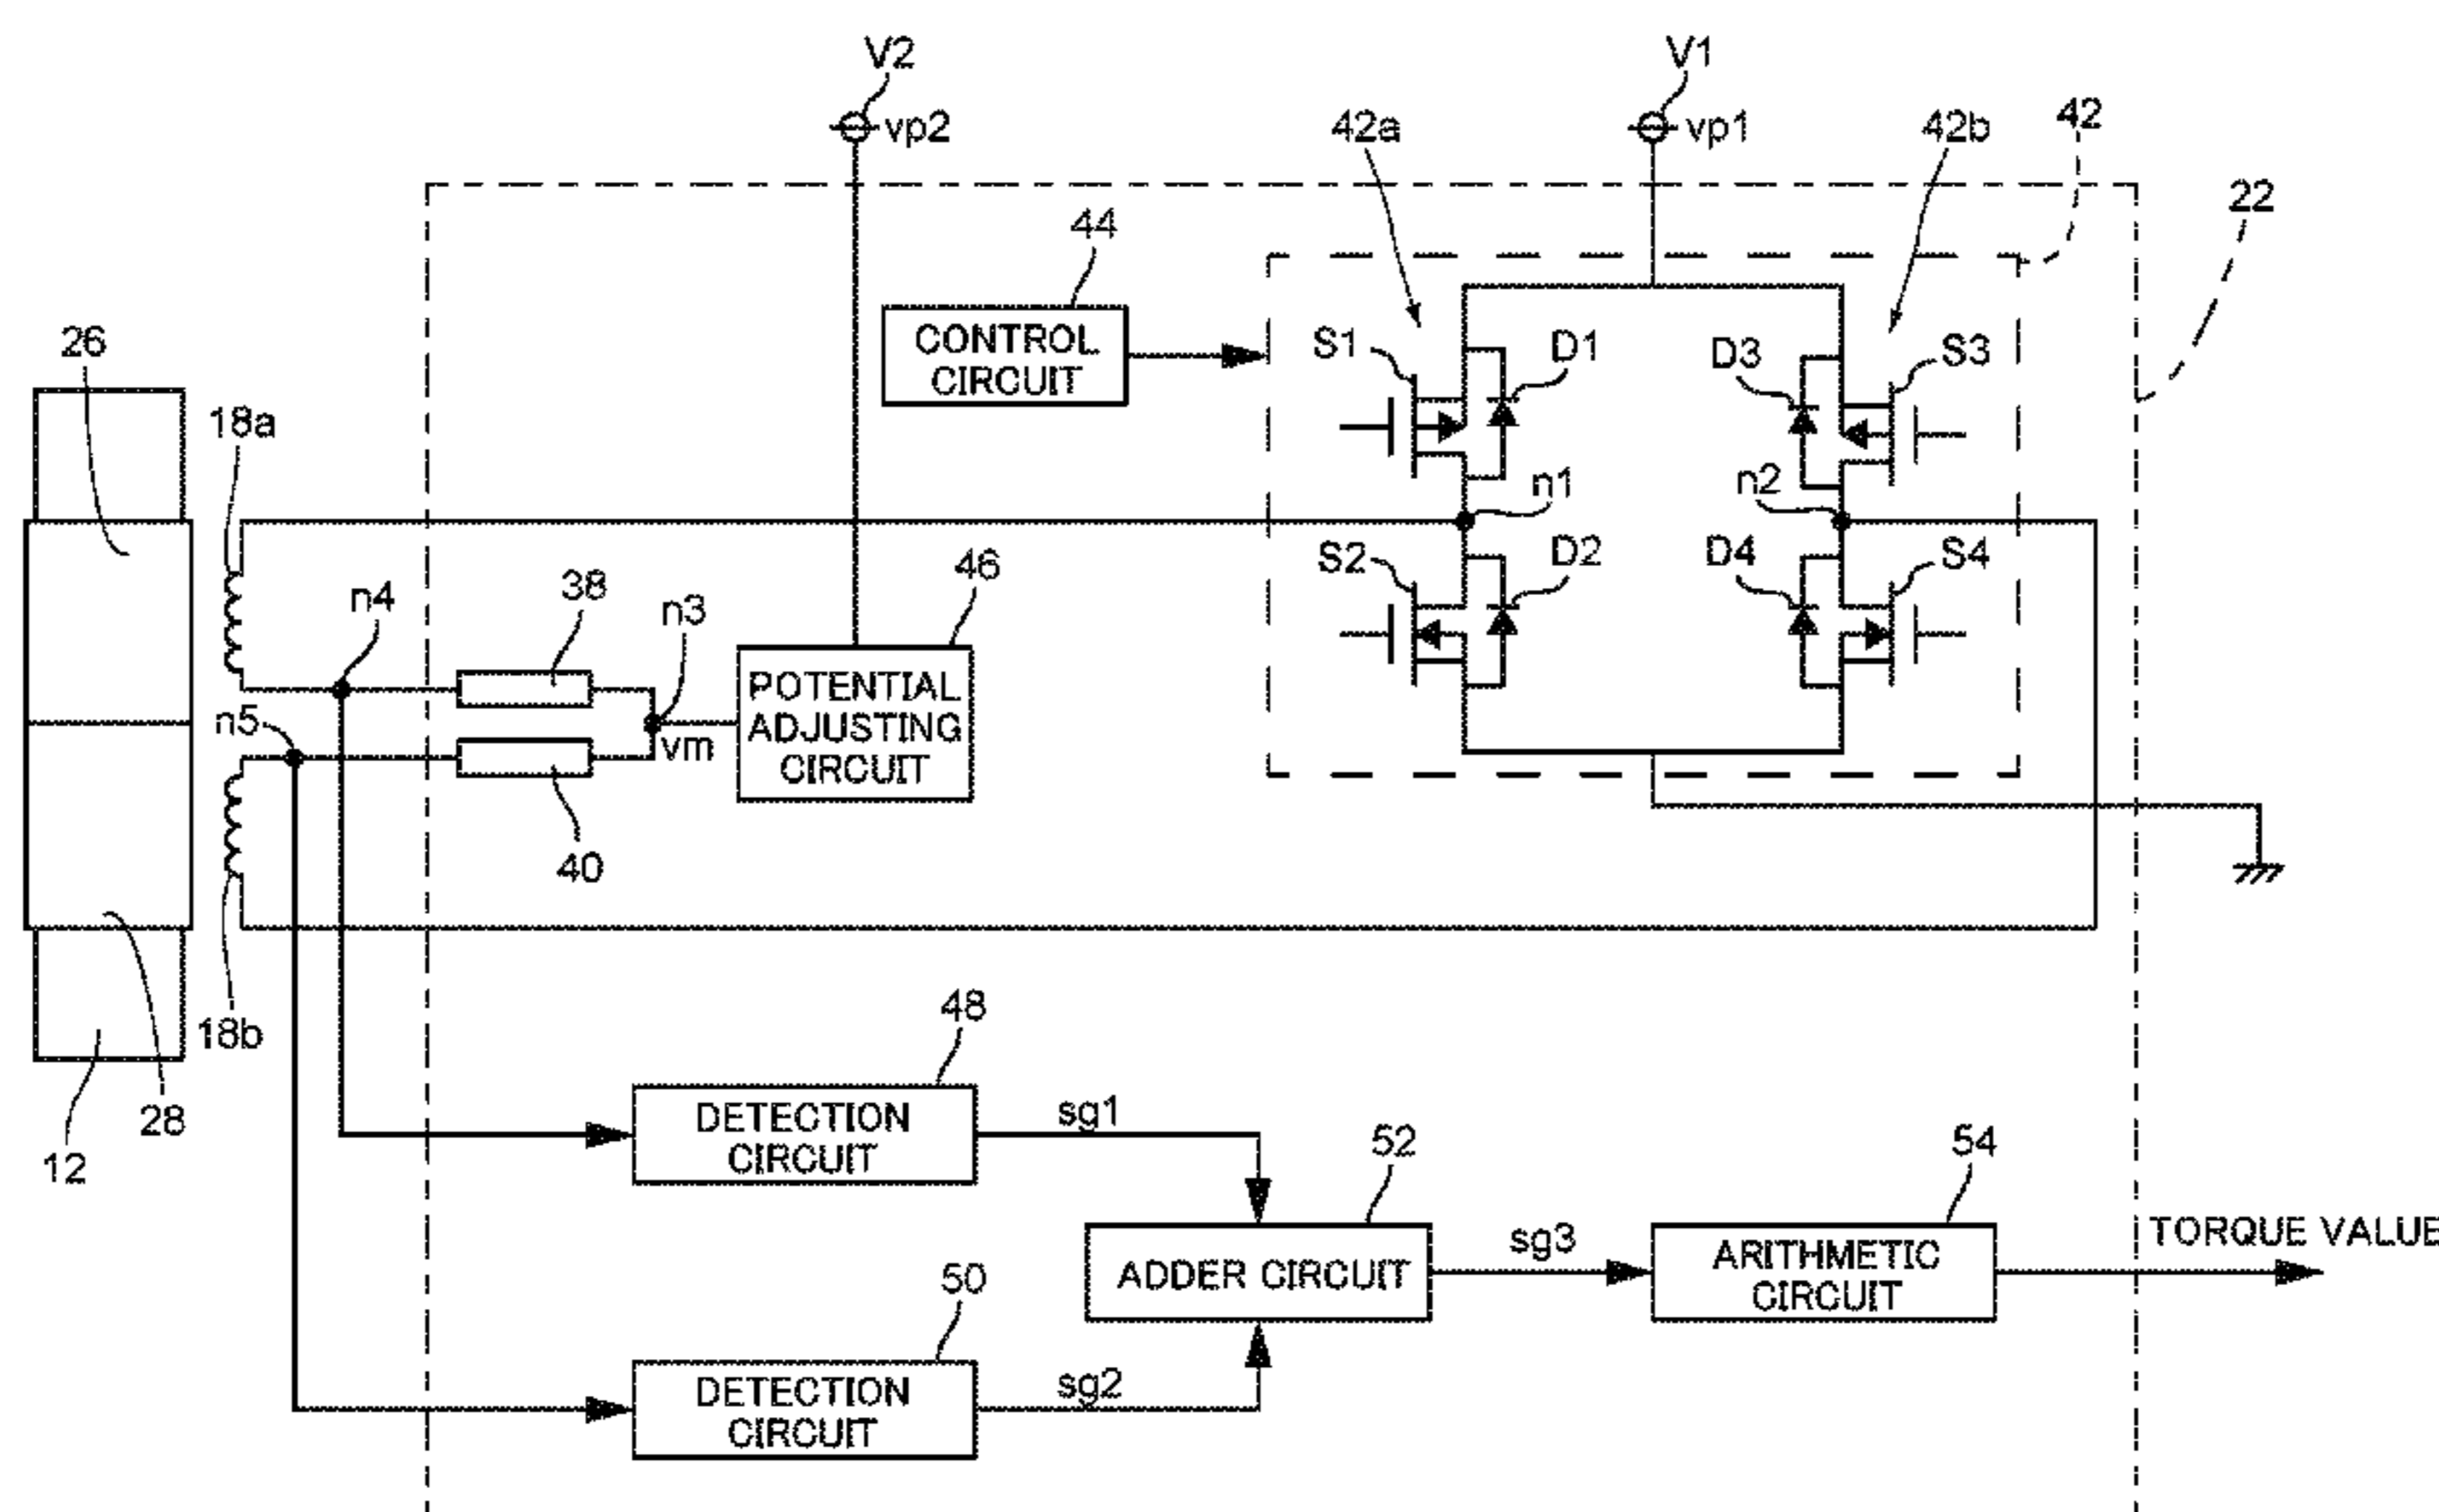 V2
V1
vp2
vp1
42a
42b
42
22
44
CONTROL
CIRCUIT
26
18a
S1
D1
D3
S3
n1
n2
n4
38
n3
46
S2
D2
D4
S4
n5
vm
POTENTIAL
ADJUSTING
CIRCUIT
40
18b
28
12
48
DETECTION
CIRCUIT
sg1
52
54
ADDER CIRCUIT
sg3
ARITHMETIC
CIRCUIT
TORQUE VALUE
50
DETECTION
CIRCUIT
sg2